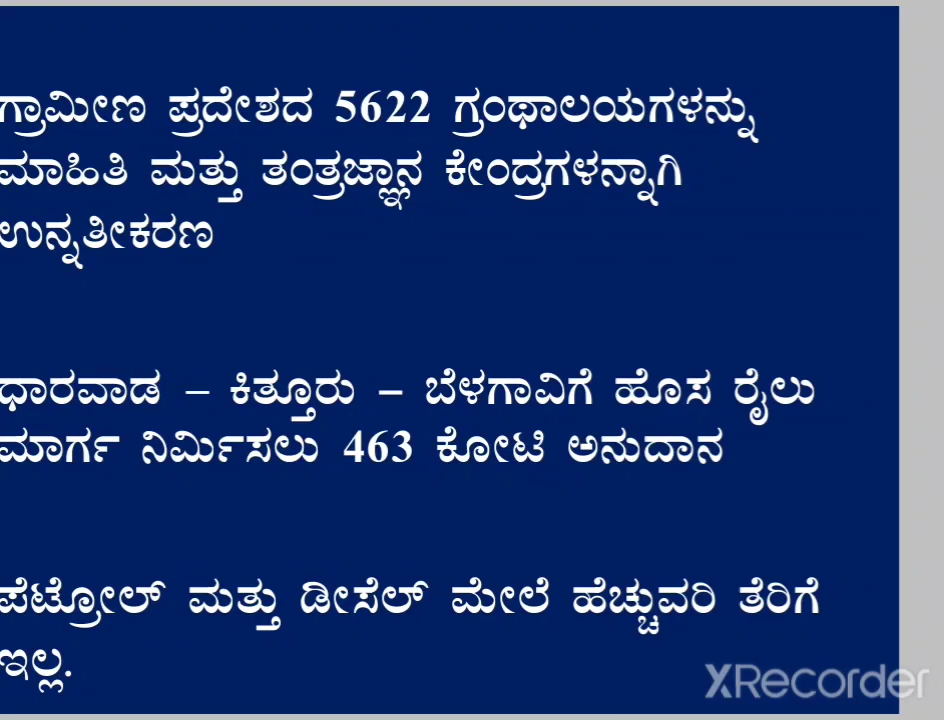 ಗ್ರಾಮೀಣ ಪ್ರದೇಶದ 5622 ಗ್ರಂಥಾಲಯಗಳನ್ನು
ಮಾಹಿತಿ ಮತ್ತು ತಂತ್ರಜ್ಞಾನ ಕೇಂದ್ರಗಳನ್ನಾಗಿ
ಉನ್ನತೀಕರಣ
ಧಾರವಾಡ – ಕಿತ್ತೂರು – ಬೆಳಗಾವಿಗೆ ಹೊಸ ರೈಲು
ಮಾರ್ಗ ನಿರ್ಮಿಸಲು 463 ಕೋಟಿ ಅನುದಾನ
ಪೆಟ್ರೋಲ್ ಮತ್ತು ಡೀಸೆಲ್ ಮೇಲೆ ಹೆಚ್ಚುವರಿ ತೆರಿಗೆ
ಇಲ್ಲ.
XRecorder